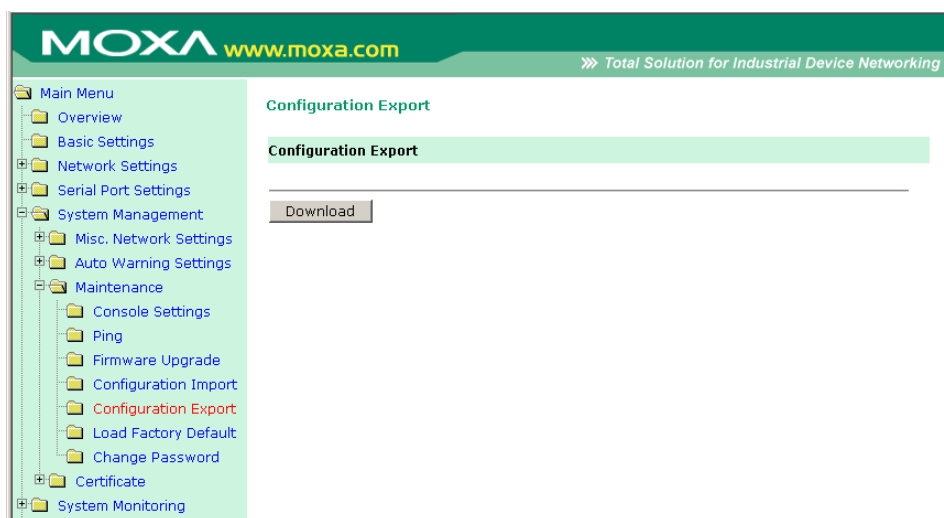 MOXA www.moxa.com
Total Solution for Industrial Device Networking
Main Menu
Overview
Basic Settings
Network Settings
Serial Port Settings
System Management
Misc. Network Settings
Auto Warning Settings
Maintenance
Console Settings
Ping
Firmware Upgrade
Configuration Import
Configuration Export
Load Factory Default
Change Password
Certificate
System Monitoring
Configuration Export
Configuration Export
Download